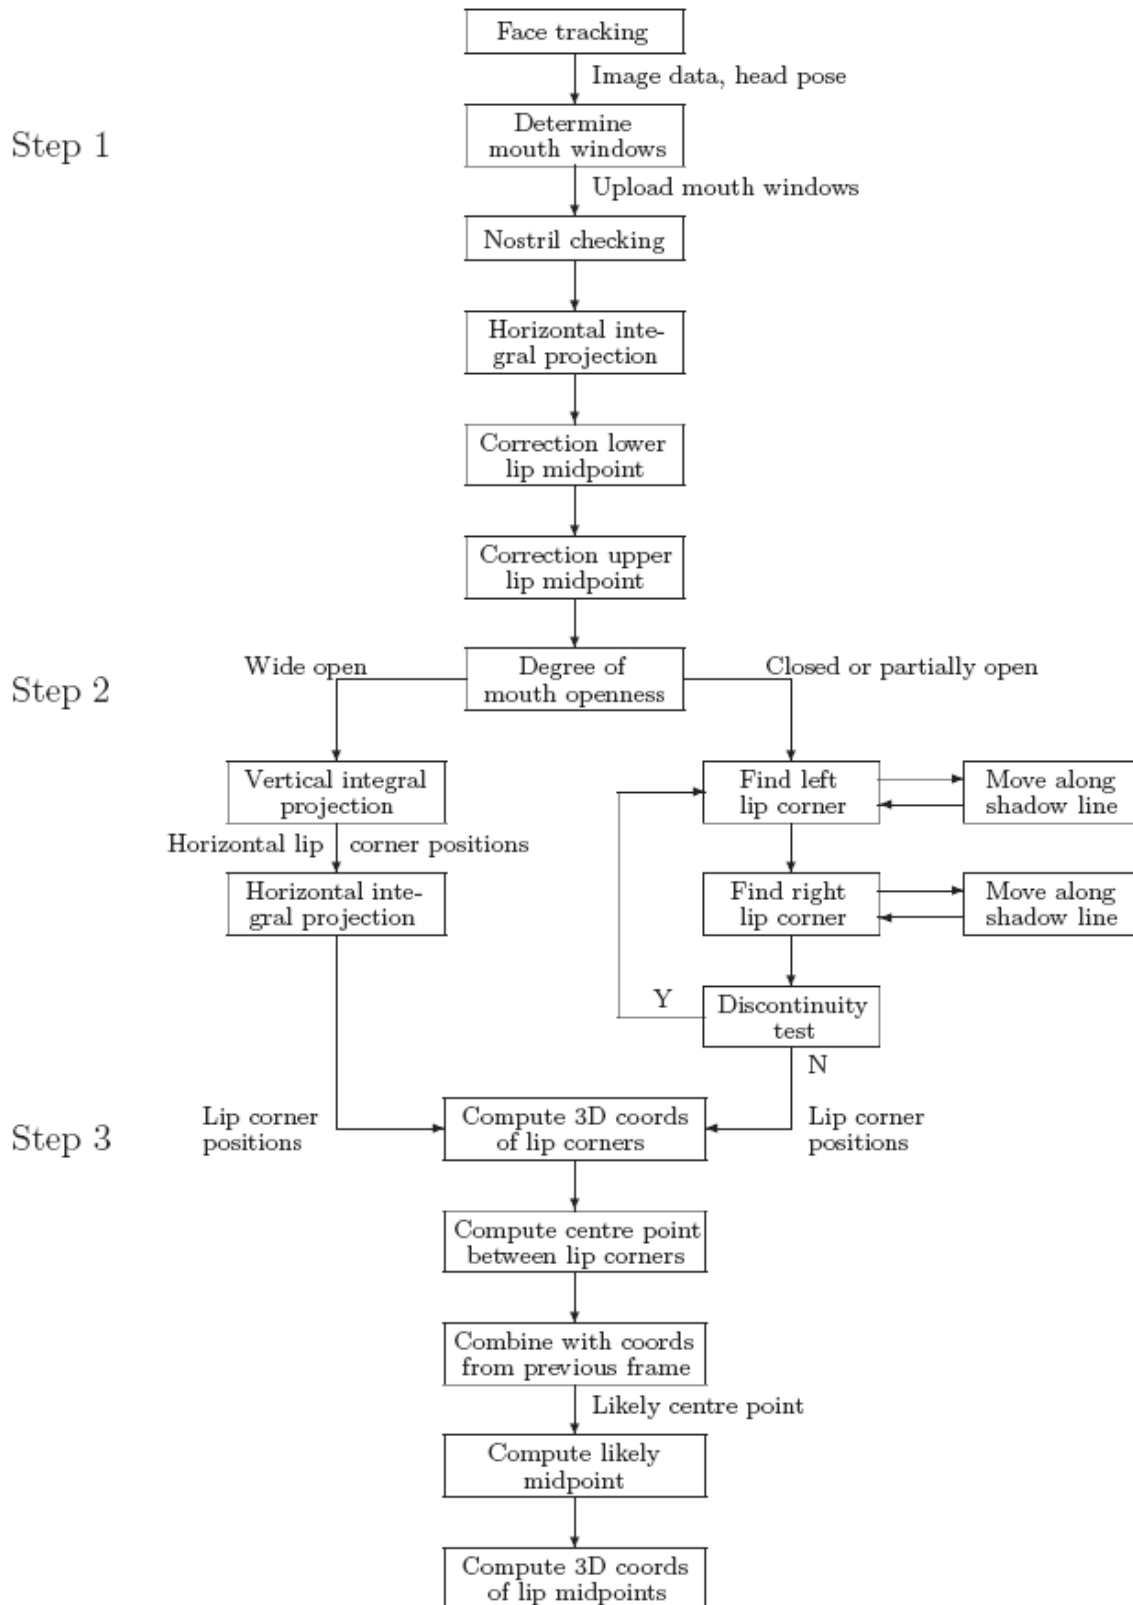 Face tracking
Image data, head pose
Step 1
Determine
mouth windows
Upload mouth windows
Nostril checking
Horizontal inte-
gral projection
Correction lower
lip midpoint
Correction upper
lip midpoint
Step 2
Wide open
Degree of
mouth openness
Closed or partially open
Vertical integral
projection
Find left
lip corner
Move along
shadow line
Horizontal lip corner positions
Horizontal inte-
gral projection
Find right
lip corner
Move along
shadow line
Y
Discontinuity
test
N
Step 3
Lip corner
positions
Compute 3D coords
of lip corners
Lip corner
positions
Compute centre point
between lip corners
Combine with coords
from previous frame
Likely centre point
Compute likely
midpoint
Compute 3D coords
of lip midpoints